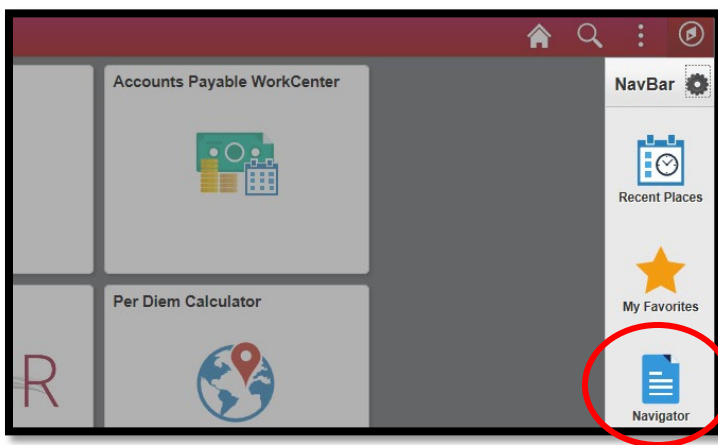 Accounts Payable WorkCenter
NavBar
Recent Places
My Favorites
Per Diem Calculator
R
Navigator